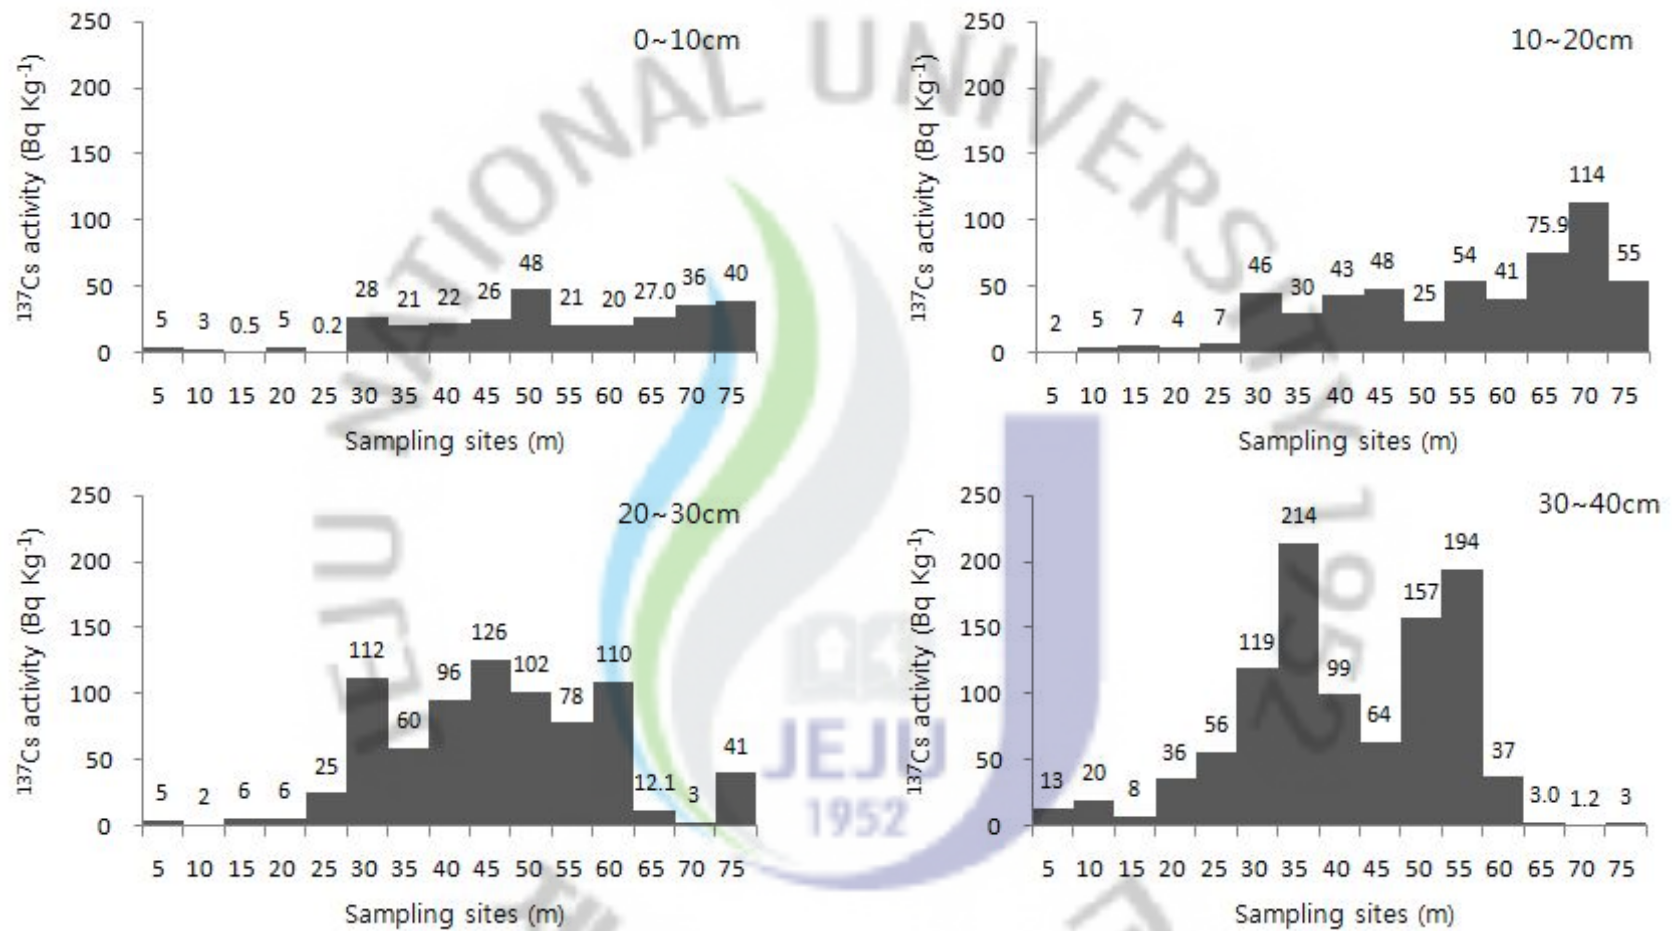 0~10cm
¹³⁷Cs activity (Bq Kg⁻¹)
250
200
150
100
50
0
5 3 0.5 5 0.2 28 21 22 26 48 21 20 27.0 36 40
5 10 15 20 25 30 35 40 45 50 55 60 65 70 75
Sampling sites (m)
10~20cm
¹³⁷Cs activity (Bq Kg⁻¹)
250
200
150
100
50
0
2 5 7 4 7 46 30 43 48 25 54 41 75.9 114 55
5 10 15 20 25 30 35 40 45 50 55 60 65 70 75
Sampling sites (m)
20~30cm
¹³⁷Cs activity (Bq Kg⁻¹)
250
200
150
100
50
0
5 2 6 6 25 112 60 96 126 102 78 110 12.1 3 41
5 10 15 20 25 30 35 40 45 50 55 60 65 70 75
Sampling sites (m)
30~40cm
¹³⁷Cs activity (Bq Kg⁻¹)
250
200
150
100
50
0
13 20 8 36 56 119 214 99 64 157 194 37 3.0 1.2 3
5 10 15 20 25 30 35 40 45 50 55 60 65 70 75
Sampling sites (m)
JEJU NATIONAL UNIVERSITY 1952
JEJU
1952